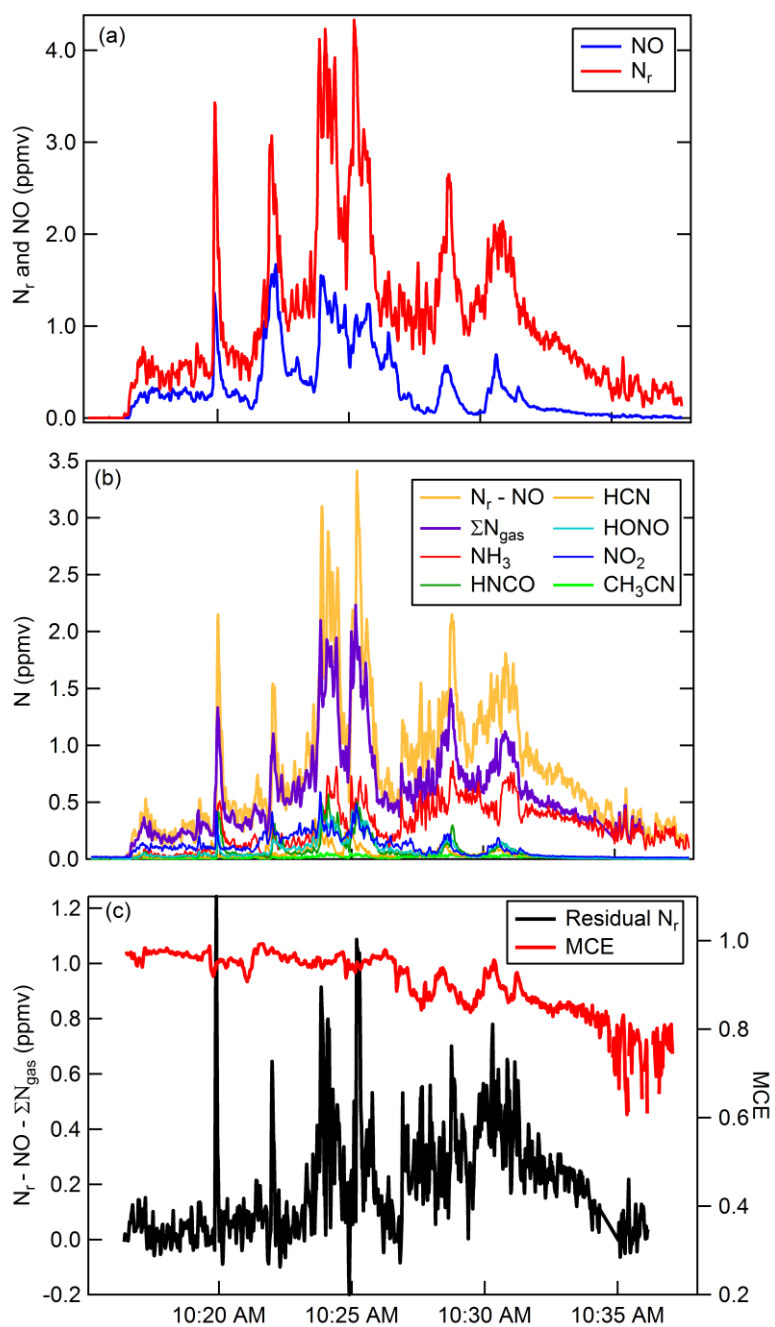 (a)
NO
Nr
4.0
3.0
2.0
1.0
0.0
Nr and NO (ppmv)
(b)
Nr - NO
HCN
ΣNgas
HONO
NH3
NO2
HNCO
CH3CN
3.5
3.0
2.5
2.0
1.5
1.0
0.5
0.0
N (ppmv)
(c)
Residual Nr
MCE
1.2
1.0
0.8
0.6
0.4
0.2
0.0
-0.2
Nr - NO - ΣNgas (ppmv)
1.0
0.8
0.6
0.4
0.2
MCE
10:20 AM
10:25 AM
10:30 AM
10:35 AM